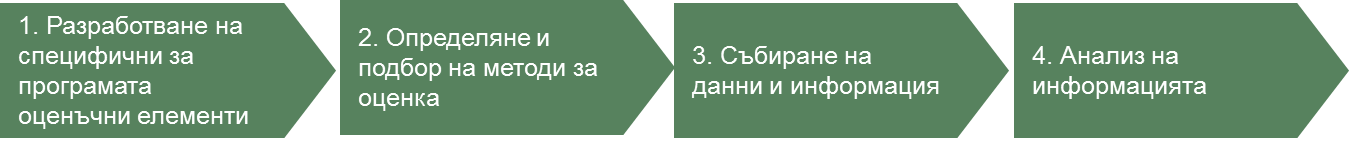 1. Разработване на
специфични за
програмата
оценъчни елементи
2. Определяне и
подбор на методи за
оценка
3. Събиране на
данни и информация
4. Анализ на
информацията